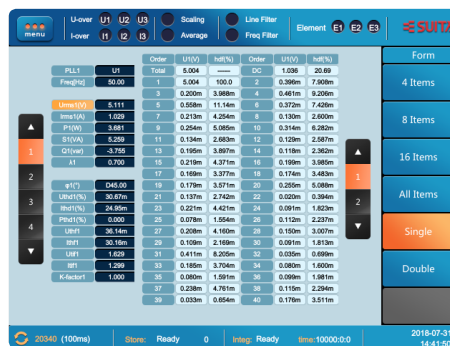 menu
U-over U1 U2 U3
I-over I1 I2 I3
Scaling
Average
Line Filter
Freq Filter
Element E1 E2 E3
SUITA
Form
4 Items
8 Items
16 Items
All Items
Single
Double
PLL1 U1
Freq[Hz] 50.00
Urms1(V) 5.111
Irms1(A) 1.029
P1(W) 3.681
S1(VA) 5.259
Q1(var) -3.755
λ1 0.700
φ1(°) D45.00
Uthd1(%) 30.67m
Ithd1(%) 24.95m
Pthd1(%) 0.000
Uthf1 36.14m
Ithf1 30.16m
Utif1 1.629
Itif1 1.299
K-factor1 1.000
1
2
3
4
Order U1(V) hdf(%) Order U1(V) hdf(%)
Total 5.004 —— DC 1.036 20.69
1 5.004 100.0 2 0.396m 7.908m
3 0.200m 3.988m 4 0.461m 9.206m
5 0.558m 11.14m 6 0.372m 7.426m
7 0.213m 4.254m 8 0.130m 2.600m
9 0.254m 5.085m 10 0.314m 6.282m
11 0.134m 2.683m 12 0.129m 2.587m
13 0.195m 3.897m 14 0.118m 2.362m
15 0.219m 4.371m 16 0.199m 3.985m
17 0.169m 3.377m 18 0.174m 3.483m
19 0.179m 3.571m 20 0.255m 5.088m
21 0.137m 2.742m 22 0.020m 0.394m
23 0.221m 4.421m 24 0.091m 1.823m
25 0.078m 1.554m 26 0.112m 2.237m
27 0.208m 4.160m 28 0.150m 3.007m
29 0.109m 2.169m 30 0.091m 1.813m
31 0.411m 8.205m 32 0.035m 0.699m
33 0.185m 3.704m 34 0.080m 1.600m
35 0.080m 1.591m 36 0.099m 1.981m
37 0.238m 4.761m 38 0.115m 2.294m
39 0.033m 0.654m 40 0.176m 3.511m
1
2
20340 (100ms)
Store: Ready 0
Integ: Ready time:10000:0:0
2018-07-31
14:41:50